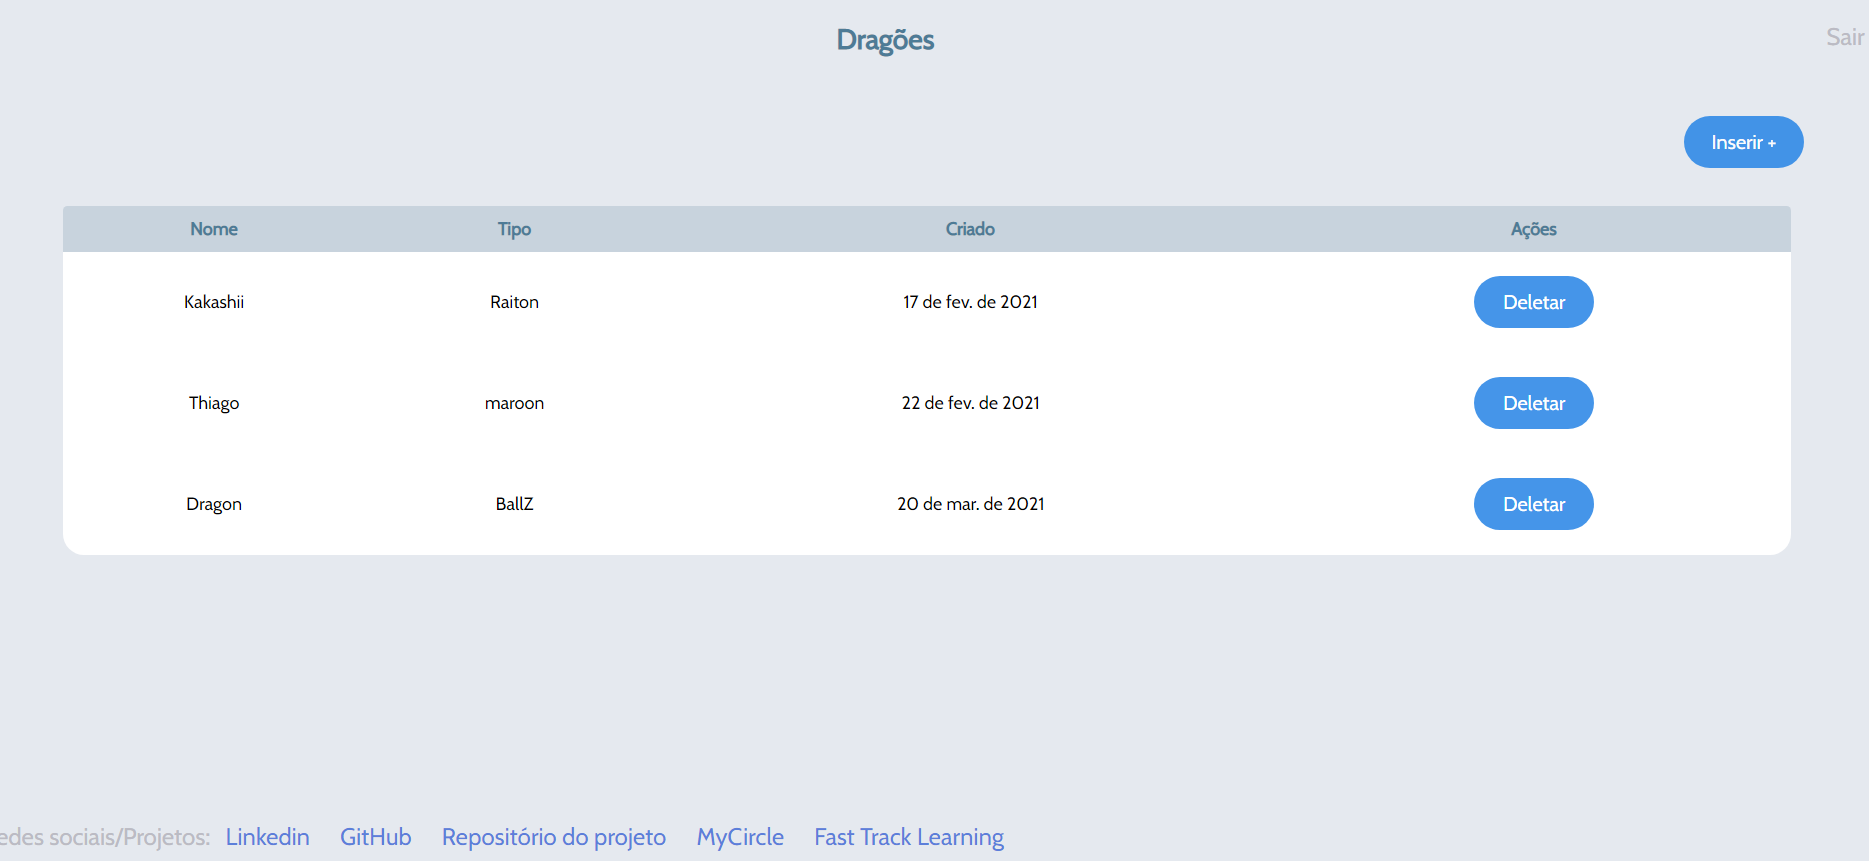 Dragões
Sair
Inserir +
Nome Tipo Criado Ações
Kakashii Raiton 17 de fev. de 2021 Deletar
Thiago maroon 22 de fev. de 2021 Deletar
Dragon BallZ 20 de mar. de 2021 Deletar
edes sociais/Projetos: Linkedin GitHub Repositório do projeto MyCircle Fast Track Learning